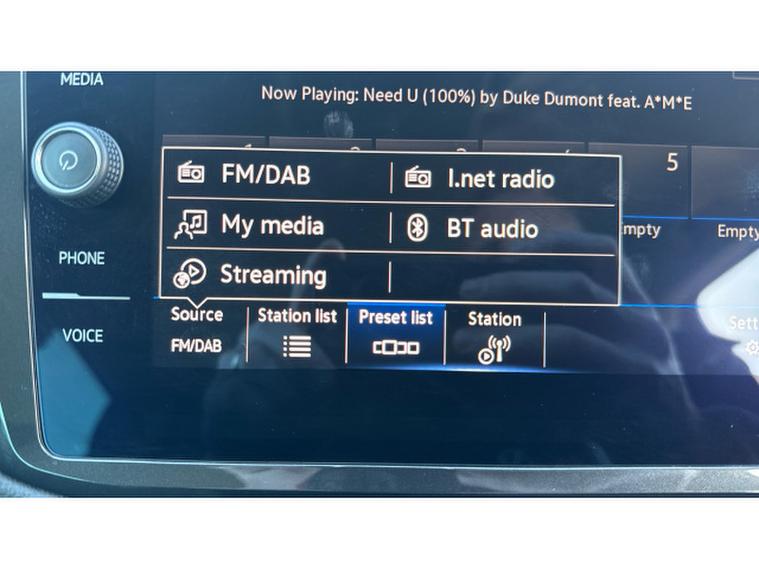 MEDIA
Now Playing: Need U (100%) by Duke Dumont feat. A*M*E
5
FM/DAB
I.net radio
My media
BT audio
Empty
Streaming
PHONE
VOICE
Source
Station list
Preset list
Station
FM/DAB